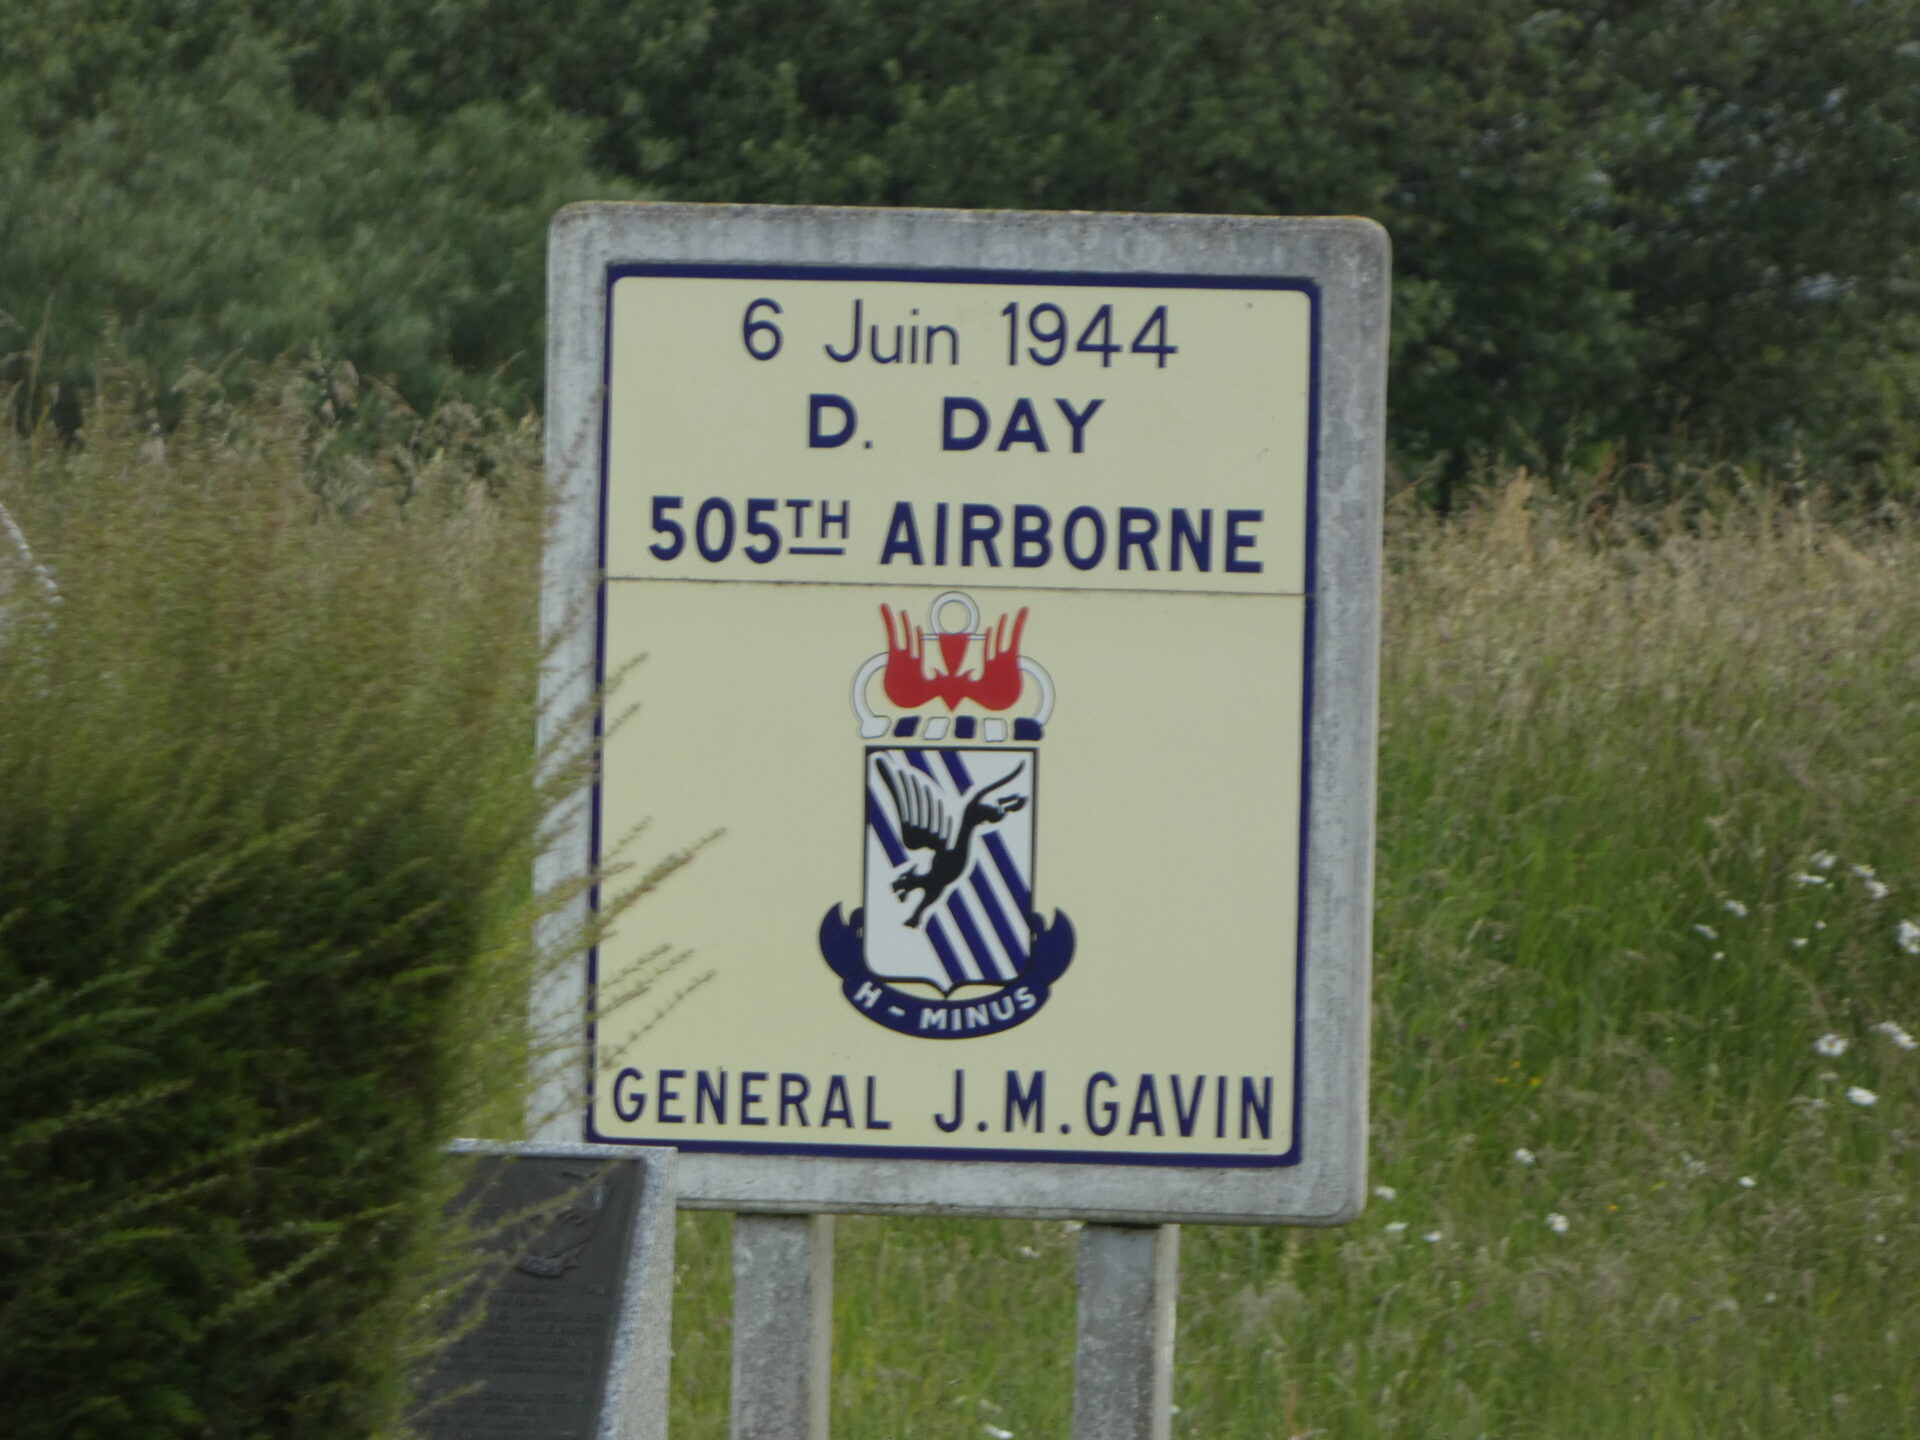 6 Juin 1944
D. DAY
505TH AIRBORNE
H - MINUS
GENERAL J.M.GAVIN